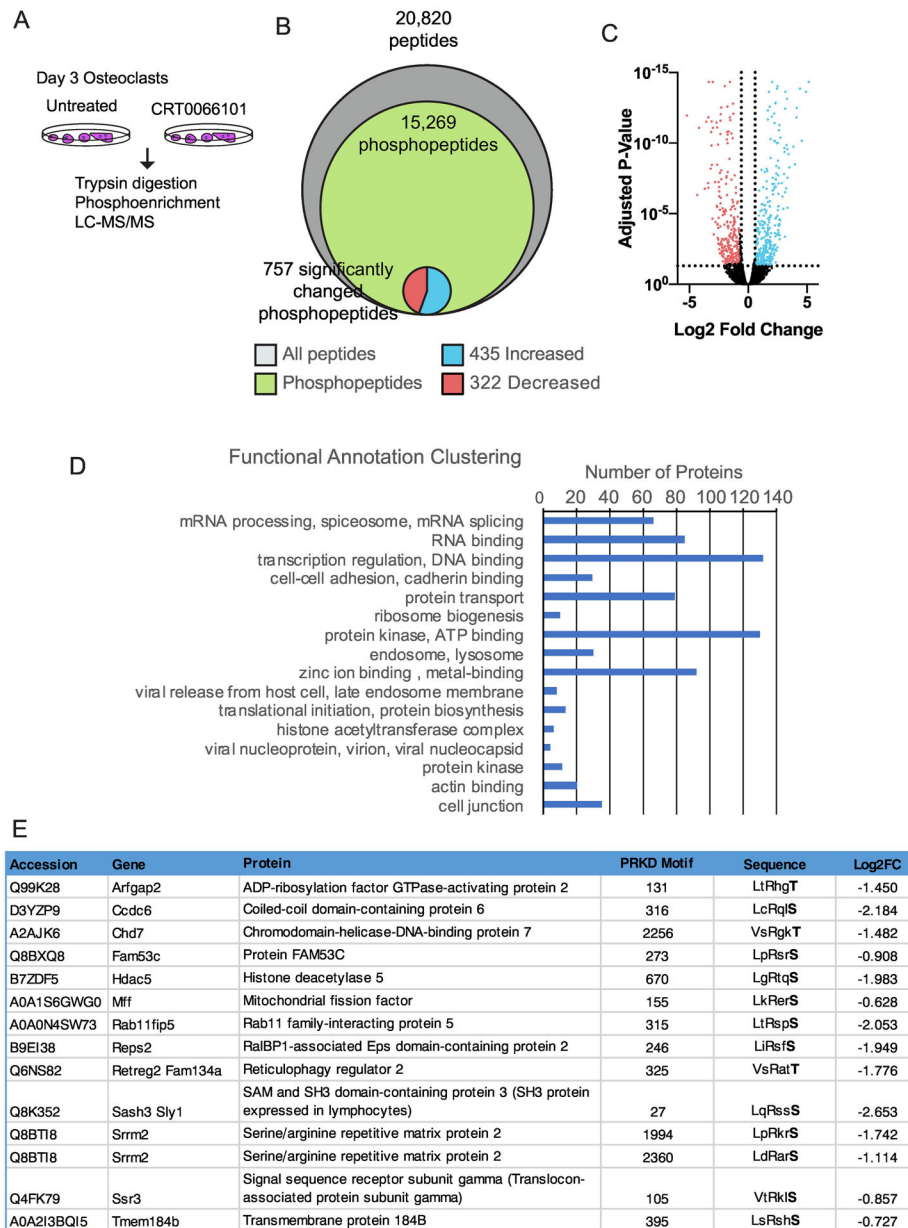 A
Day 3 Osteoclasts
Untreated CRT0066101
Trypsin digestion
Phosphoenrichment
LC-MS/MS
B
20,820
peptides
15,269
phosphopeptides
757 significantly
changed
phosphopeptides
All peptides 435 Increased
Phosphopeptides 322 Decreased
C
10-15
10-10
10-5
100
Adjusted P-Value
-5 0 5
Log2 Fold Change
D
Functional Annotation Clustering
Number of Proteins
0 20 40 60 80 100 120 140
mRNA processing, spiceosome, mRNA splicing
RNA binding
transcription regulation, DNA binding
cell-cell adhesion, cadherin binding
protein transport
ribosome biogenesis
protein kinase, ATP binding
endosome, lysosome
zinc ion binding , metal-binding
viral release from host cell, late endosome membrane
translational initiation, protein biosynthesis
histone acetyltransferase complex
viral nucleoprotein, virion, viral nucleocapsid
protein kinase
actin binding
cell junction
E
Accession Gene Protein PRKD Motif Sequence Log2FC
Q99K28 Arfgap2 ADP-ribosylation factor GTPase-activating protein 2 131 LtRhgT -1.450
D3YZP9 Ccdc6 Coiled-coil domain-containing protein 6 316 LcRqlS -2.184
A2AJK6 Chd7 Chromodomain-helicase-DNA-binding protein 7 2256 VsRgkT -1.482
Q8BXQ8 Fam53c Protein FAM53C 273 LpRsrS -0.908
B7ZDF5 Hdac5 Histone deacetylase 5 670 LgRtqS -1.983
A0A1S6GWG0 Mff Mitochondrial fission factor 155 LkRerS -0.628
A0A0N4SW73 Rab11fip5 Rab11 family-interacting protein 5 315 LtRspS -2.053
B9EI38 Reps2 RalBP1-associated Eps domain-containing protein 2 246 LiRsfS -1.949
Q6NS82 Retreg2 Fam134a Reticulophagy regulator 2 325 VsRatT -1.776
SAM and SH3 domain-containing protein 3 (SH3 protein
Q8K352 Sash3 Sly1 expressed in lymphocytes) 27 LqRssS -2.653
Q8BTI8 Srrm2 Serine/arginine repetitive matrix protein 2 1994 LpRkrS -1.742
Q8BTI8 Srrm2 Serine/arginine repetitive matrix protein 2 2360 LdRarS -1.114
Signal sequence receptor subunit gamma (Translocon-
Q4FK79 Ssr3 associated protein subunit gamma) 105 VtRklS -0.857
A0A2I3BQI5 Tmem184b Transmembrane protein 184B 395 LsRshS -0.727